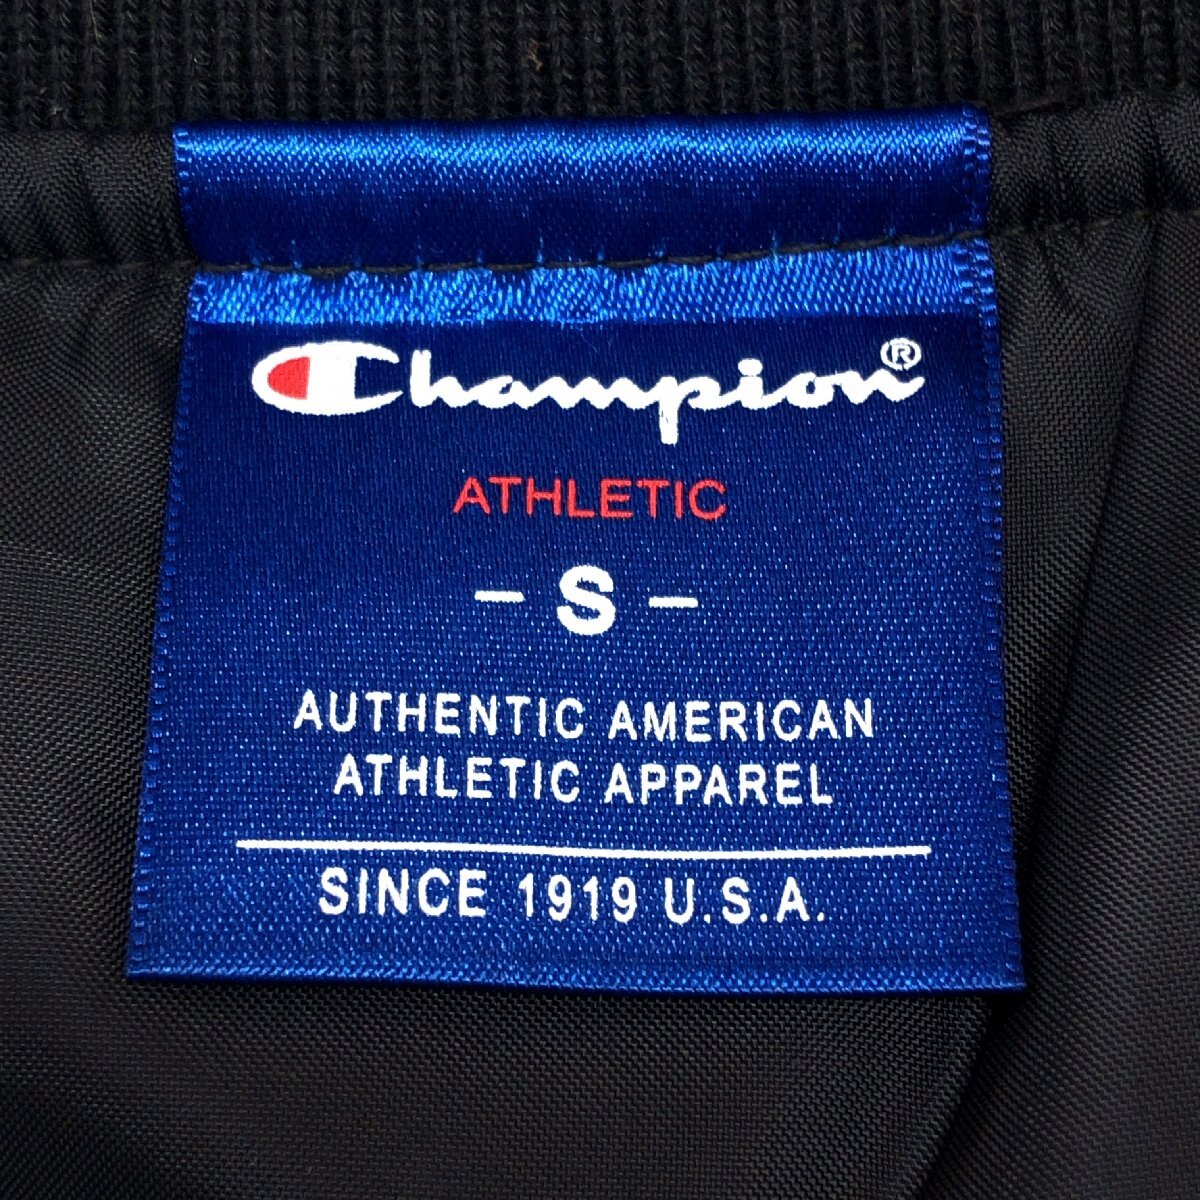 Champion®
ATHLETIC
- S -
AUTHENTIC AMERICAN
ATHLETIC APPAREL
SINCE 1919 U.S.A.